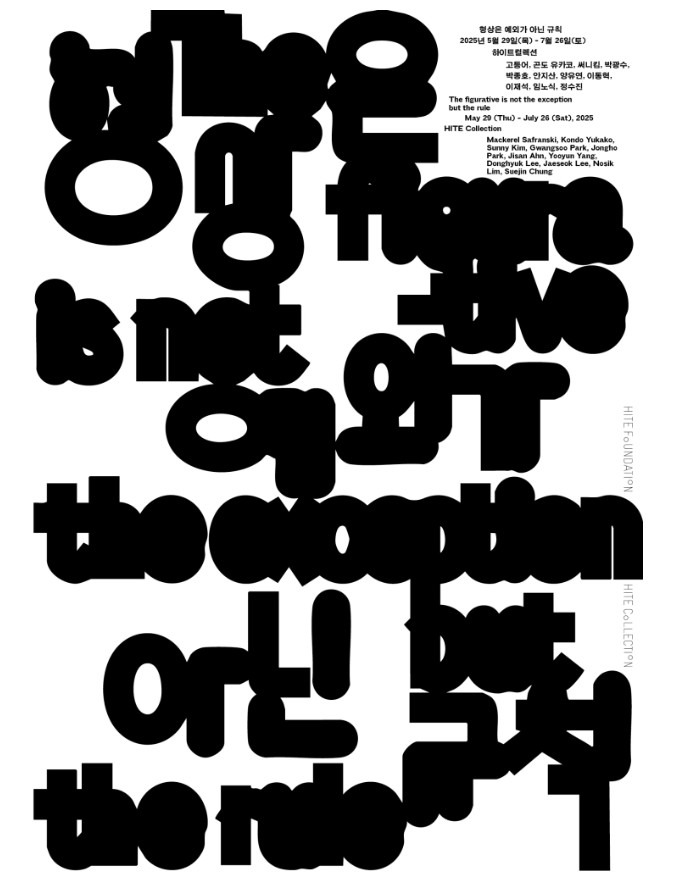 형상은 예외가 아닌 규칙
2025년 5월 29일(목) - 7월 26일(토)
하이트컬렉션
고등어, 곤도 유카코, 써니킴, 박광수,
박종호, 안지산, 양유연, 이동혁,
이재석, 임노식, 정수진
The figurative is not the exception
but the rule
May 29 (Thu) - July 26 (Sat), 2025
HITE Collection
Mackerel Safranski, Kondo Yukako,
Sunny Kim, Gwangsoo Park, Jongho
Park, Jisan Ahn, Yooyun Yang,
Donghyuk Lee, Jaeseok Lee, Nosik
Lim, Suejin Chung
형 The 은
상 figura
is not tive
예외가
the exception
아닌 but
규칙
the rule
HITE FOUNDATION
HITE COLLECTION